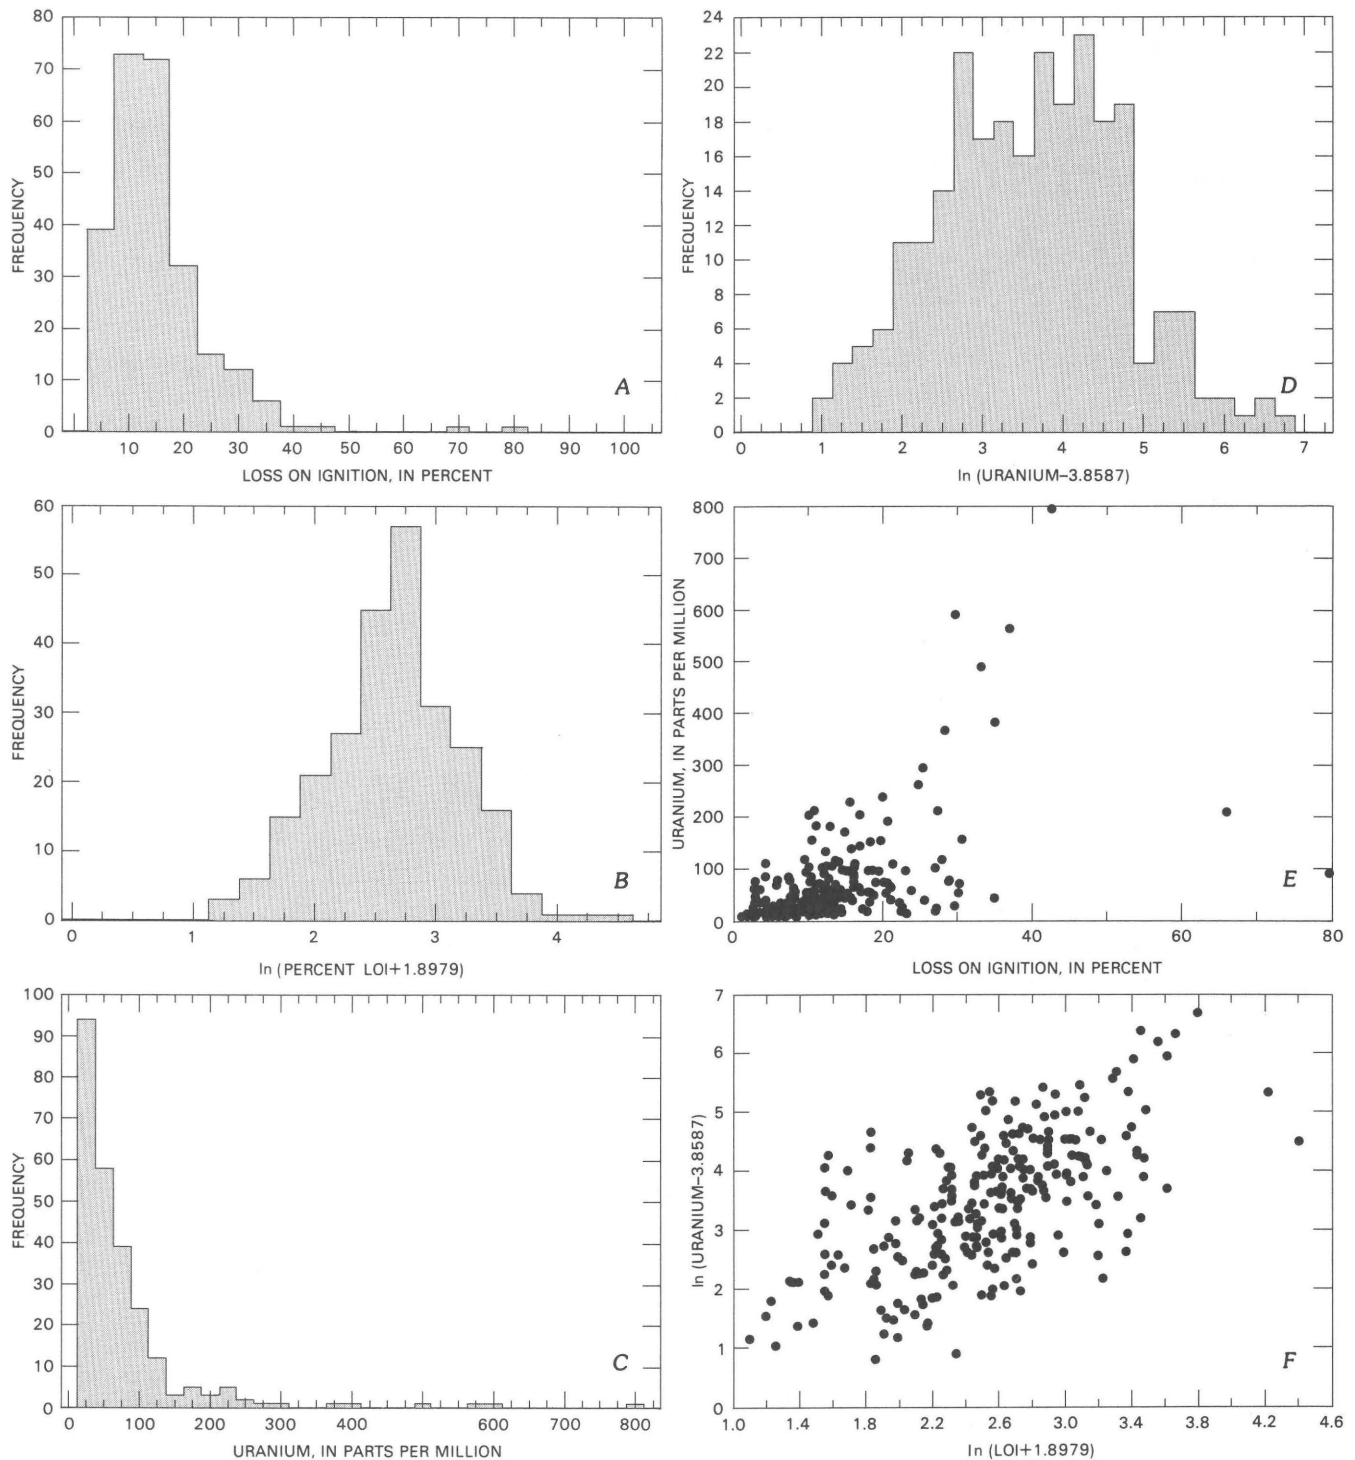 80
70
60
50
40
30
20
10
0
FREQUENCY
10 20 30 40 50 60 70 80 90 100
LOSS ON IGNITION, IN PERCENT
A
24
22
20
18
16
14
12
10
8
6
4
2
0
FREQUENCY
0 1 2 3 4 5 6 7
ln (URANIUM–3.8587)
D
60
50
40
30
20
10
0
FREQUENCY
0 1 2 3 4
ln (PERCENT LOI+1.8979)
B
800
700
600
500
400
300
200
100
0
URANIUM, IN PARTS PER MILLION
0 20 40 60 80
LOSS ON IGNITION, IN PERCENT
E
100
90
80
70
60
50
40
30
20
10
0
FREQUENCY
0 100 200 300 400 500 600 700 800
URANIUM, IN PARTS PER MILLION
C
7
6
5
4
3
2
1
0
ln (URANIUM–3.8587)
1.0 1.4 1.8 2.2 2.6 3.0 3.4 3.8 4.2 4.6
ln (LOI+1.8979)
F